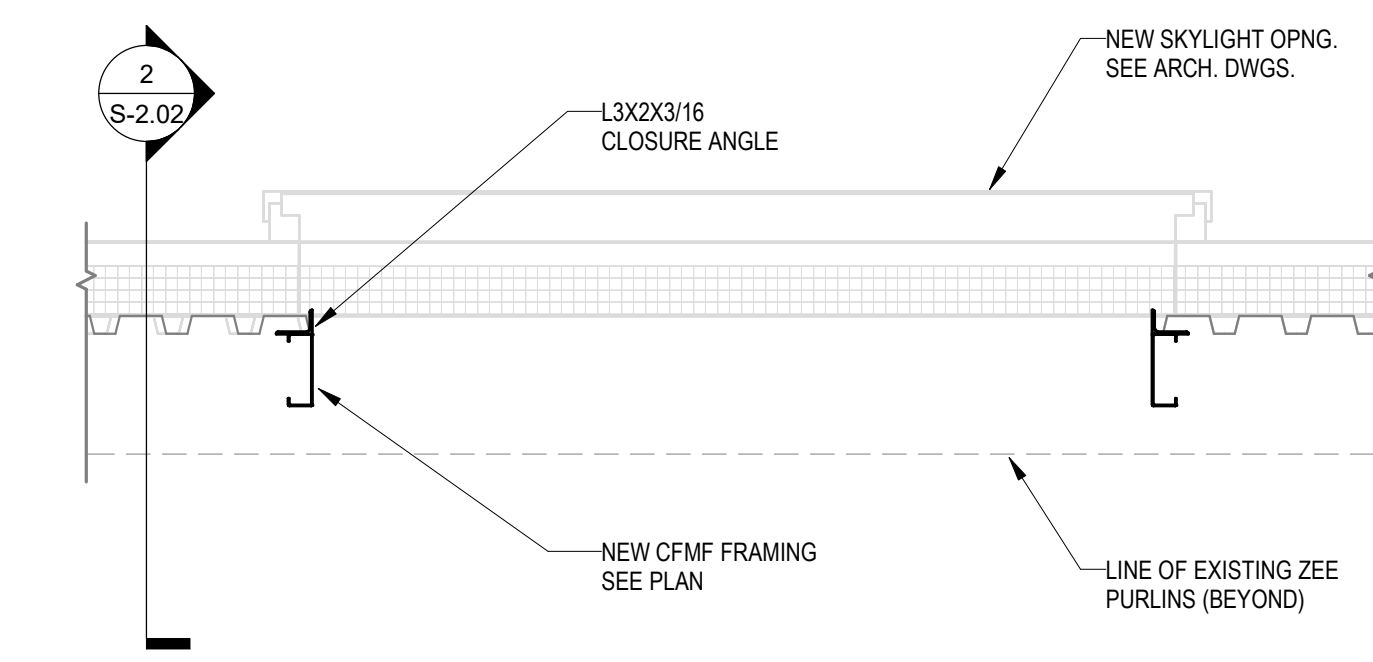 2
S-2.02
L3X2X3/16
CLOSURE ANGLE
NEW SKYLIGHT OPNG.
SEE ARCH. DWGS.
NEW CFMF FRAMING
SEE PLAN
LINE OF EXISTING ZEE
PURLINS (BEYOND)